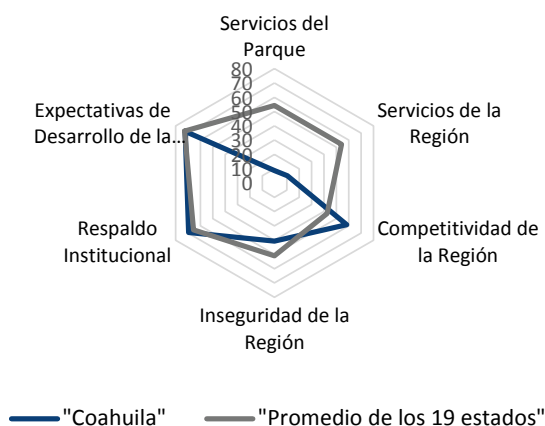 Servicios del
Parque
80
70
60
50
40
30
20
10
0
Expectativas de
Desarrollo de la...
Servicios de la
Región
Respaldo
Institucional
Competitividad de
la Región
Inseguridad de la
Región
"Coahuila"
"Promedio de los 19 estados"